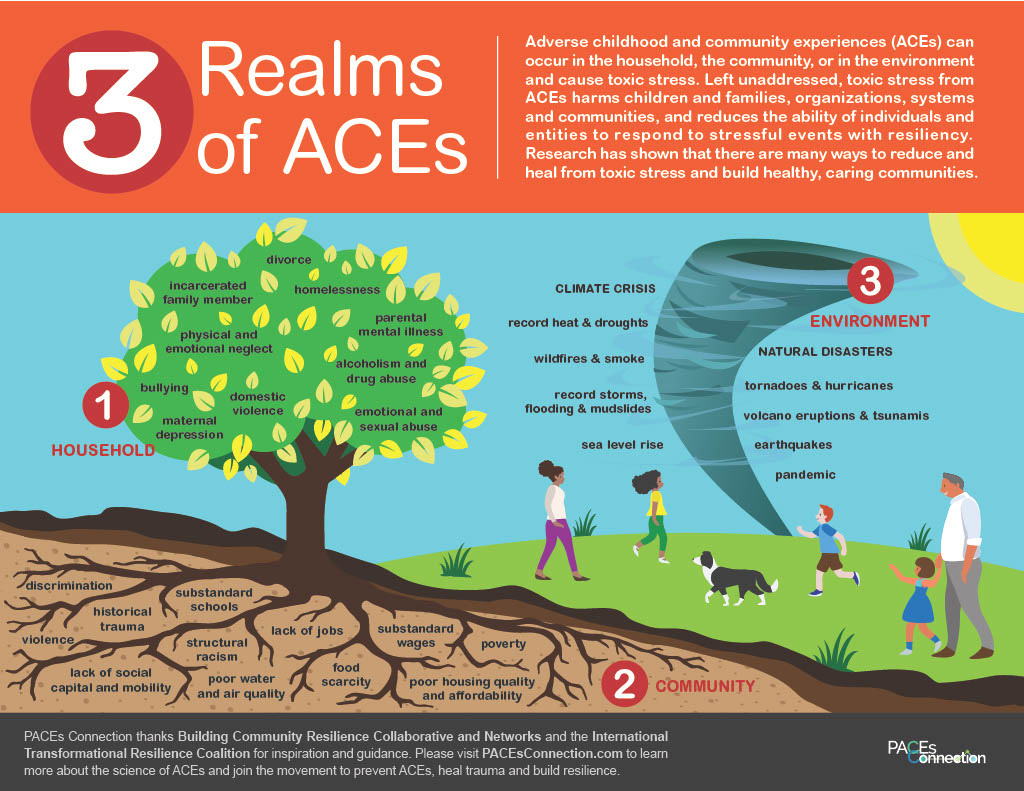 3 Realms
of ACEs
Adverse childhood and community experiences (ACEs) can
occur in the household, the community, or in the environment
and cause toxic stress. Left unaddressed, toxic stress from
ACEs harms children and families, organizations, systems
and communities, and reduces the ability of individuals and
entities to respond to stressful events with resiliency.
Research has shown that there are many ways to reduce and
heal from toxic stress and build healthy, caring communities.
1
HOUSEHOLD
divorce
incarcerated
family member
homelessness
parental
mental illness
physical and
emotional neglect
alcoholism and
drug abuse
bullying
domestic
violence
maternal
depression
emotional and
sexual abuse
3
ENVIRONMENT
CLIMATE CRISIS
record heat & droughts
wildfires & smoke
record storms,
flooding & mudslides
sea level rise
NATURAL DISASTERS
tornadoes & hurricanes
volcano eruptions & tsunamis
earthquakes
pandemic
discrimination
substandard
schools
historical
trauma
violence
structural
racism
lack of jobs
substandard
wages
poverty
lack of social
capital and mobility
poor water
and air quality
food
scarcity
poor housing quality
and affordability
2
COMMUNITY
PACEs Connection thanks Building Community Resilience Collaborative and Networks and the International
Transformational Resilience Coalition for inspiration and guidance. Please visit PACEsConnection.com to learn
more about the science of ACEs and join the movement to prevent ACEs, heal trauma and build resilience.
PACEs
Connection